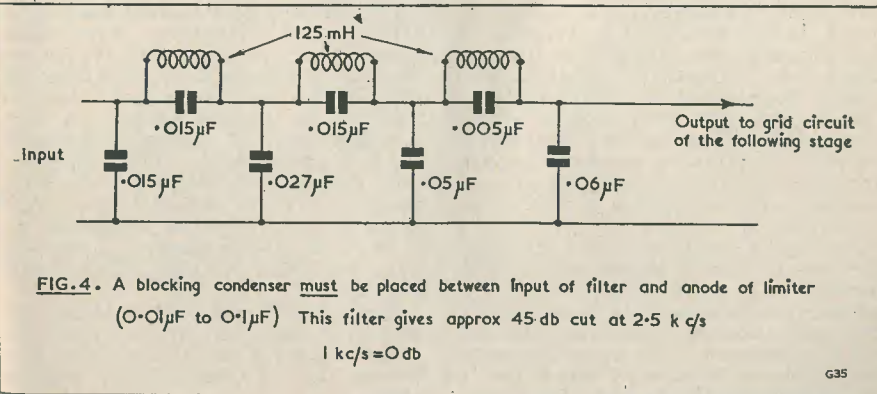 125 mH
·015μF
·015μF
·005μF
Output to grid circuit
of the following stage
Input
·015μF
·027μF
·05μF
·06μF
FIG.4. A blocking condenser must be placed between Input of filter and anode of limiter
(0·01μF to 0·1μF) This filter gives approx 45·db cut at 2·5 k c/s
1 kc/s = 0 db
G35